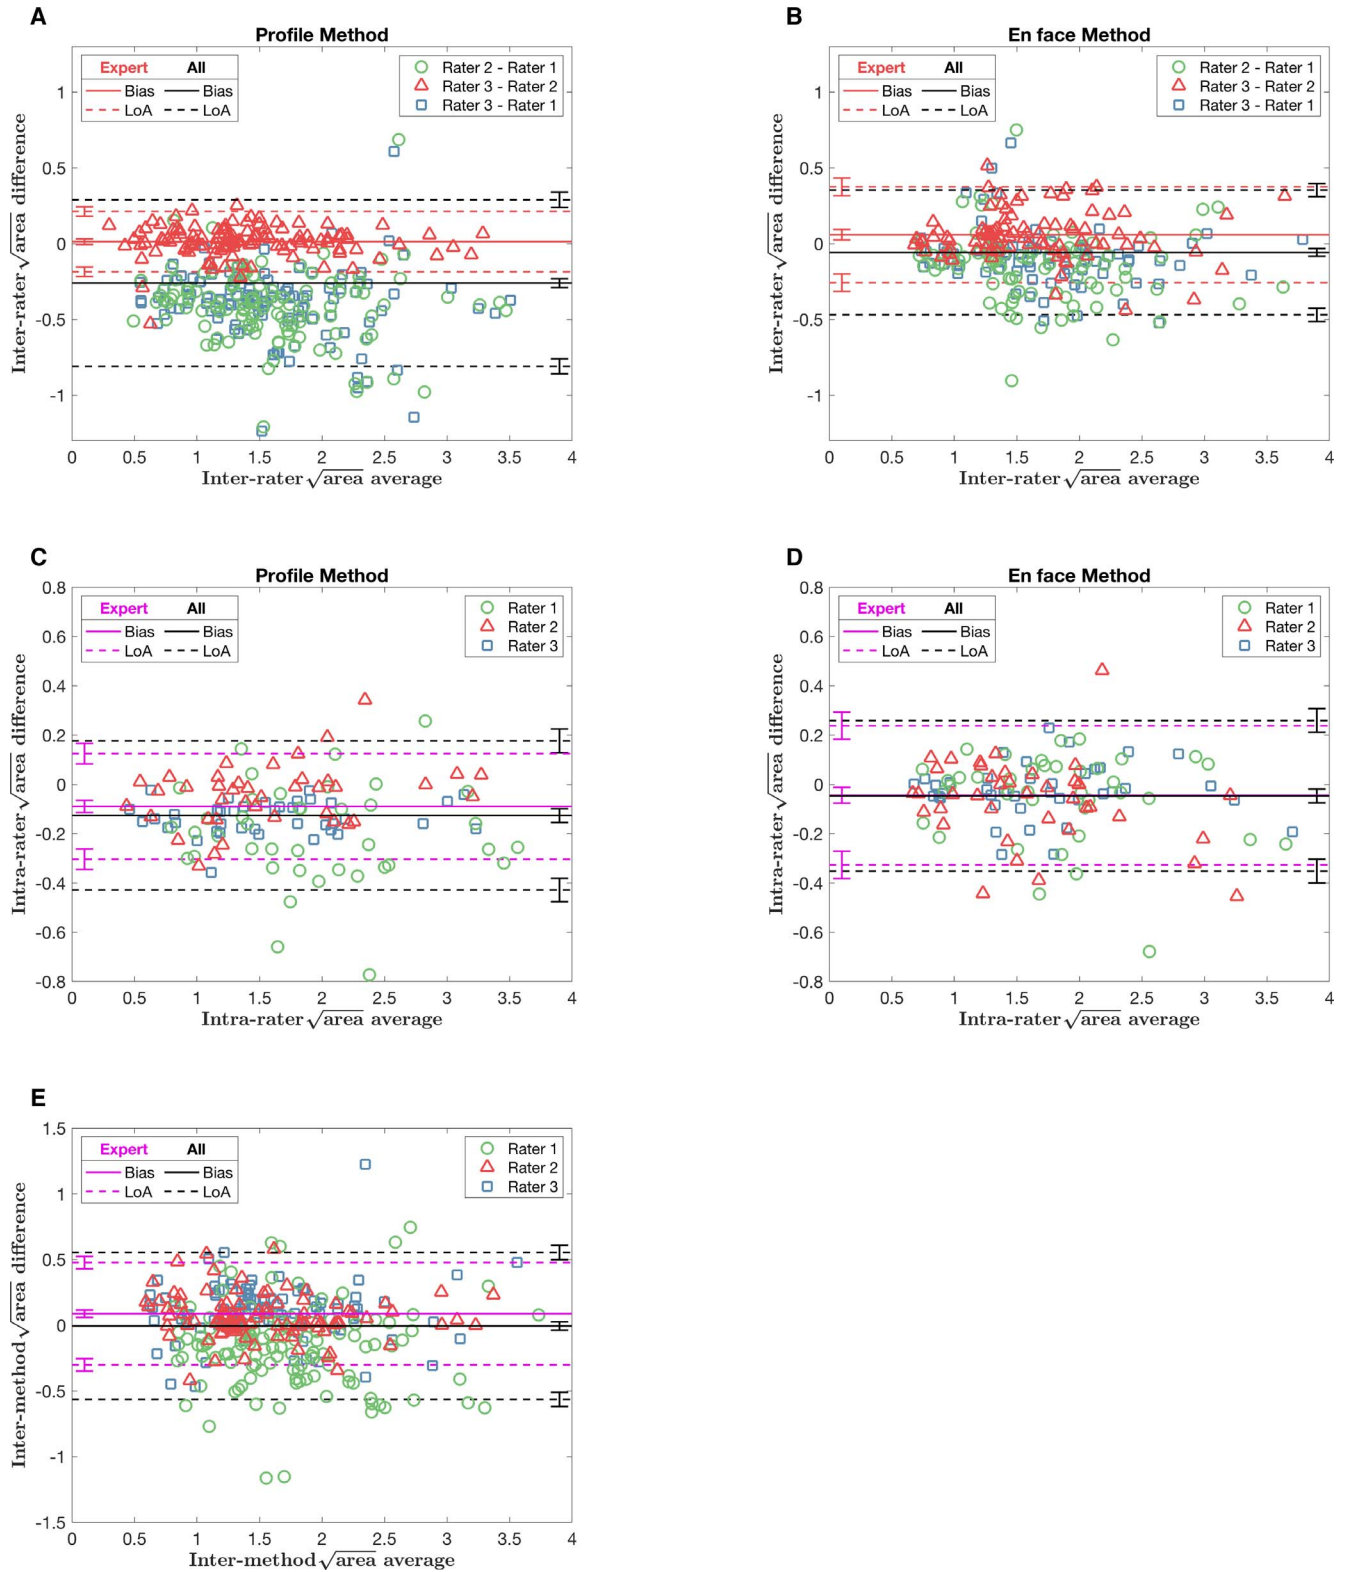 A
Profile Method
Expert All
Bias Bias
LoA LoA
Rater 2 - Rater 1
Rater 3 - Rater 2
Rater 3 - Rater 1
1
0.5
0
-0.5
-1
Inter-rater √area difference
0 0.5 1 1.5 2 2.5 3 3.5 4
Inter-rater √area average
B
En face Method
Expert All
Bias Bias
LoA LoA
Rater 2 - Rater 1
Rater 3 - Rater 2
Rater 3 - Rater 1
1
0.5
0
-0.5
-1
Inter-rater √area difference
0 0.5 1 1.5 2 2.5 3 3.5 4
Inter-rater √area average
C
Profile Method
Expert All
Bias Bias
LoA LoA
Rater 1
Rater 2
Rater 3
0.8
0.6
0.4
0.2
0
-0.2
-0.4
-0.6
-0.8
Intra-rater √area difference
0 0.5 1 1.5 2 2.5 3 3.5 4
Intra-rater √area average
D
En face Method
Expert All
Bias Bias
LoA LoA
Rater 1
Rater 2
Rater 3
0.8
0.6
0.4
0.2
0
-0.2
-0.4
-0.6
-0.8
Intra-rater √area difference
0 0.5 1 1.5 2 2.5 3 3.5 4
Intra-rater √area average
E
Expert All
Bias Bias
LoA LoA
Rater 1
Rater 2
Rater 3
1.5
1
0.5
0
-0.5
-1
-1.5
Inter-method √area difference
0 0.5 1 1.5 2 2.5 3 3.5 4
Inter-method √area average